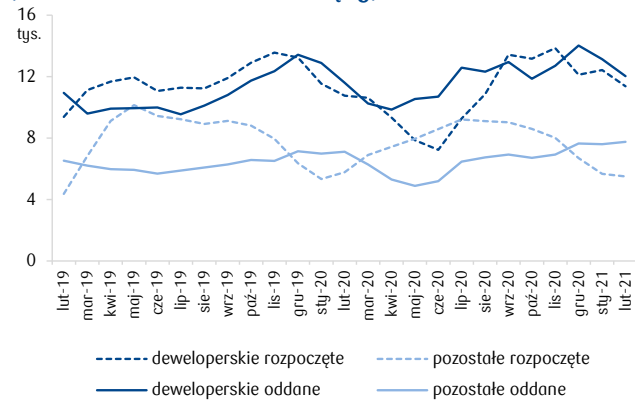 16
tys.
12
8
4
0
lut-19
mar-19
kwi-19
maj-19
cze-19
lip-19
sie-19
wrz-19
paź-19
lis-19
gru-19
sty-20
lut-20
mar-20
kwi-20
maj-20
cze-20
lip-20
sie-20
wrz-20
paź-20
lis-20
gru-20
sty-21
lut-21
deweloperskie rozpoczęte
pozostałe rozpoczęte
deweloperskie oddane
pozostałe oddane